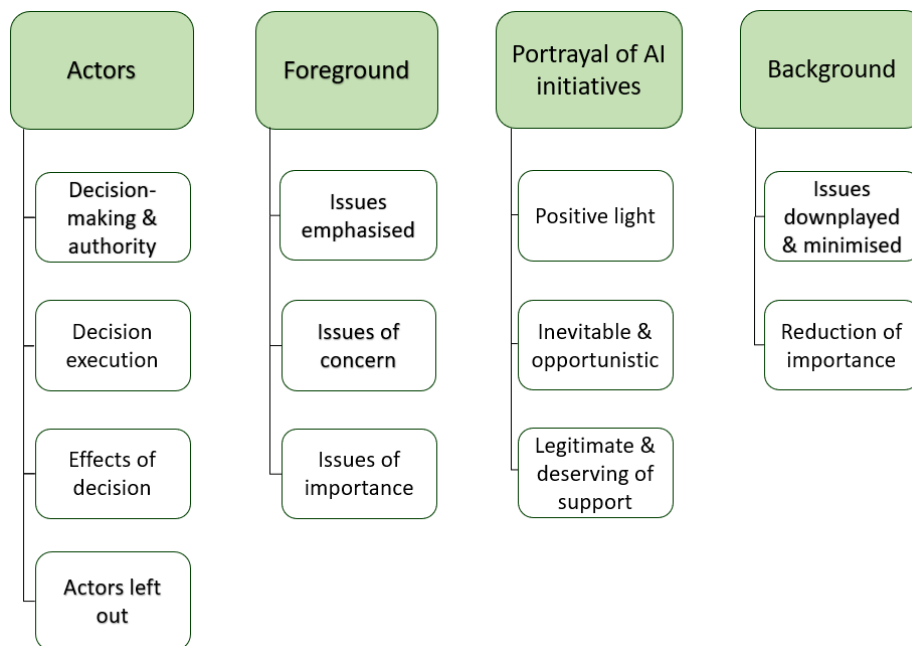 Actors
Decision-
making &
authority
Decision
execution
Effects of
decision
Actors left
out
Foreground
Issues
emphasised
Issues of
concern
Issues of
importance
Portrayal of AI
initiatives
Positive light
Inevitable &
opportunistic
Legitimate &
deserving of
support
Background
Issues
downplayed
& minimised
Reduction of
importance